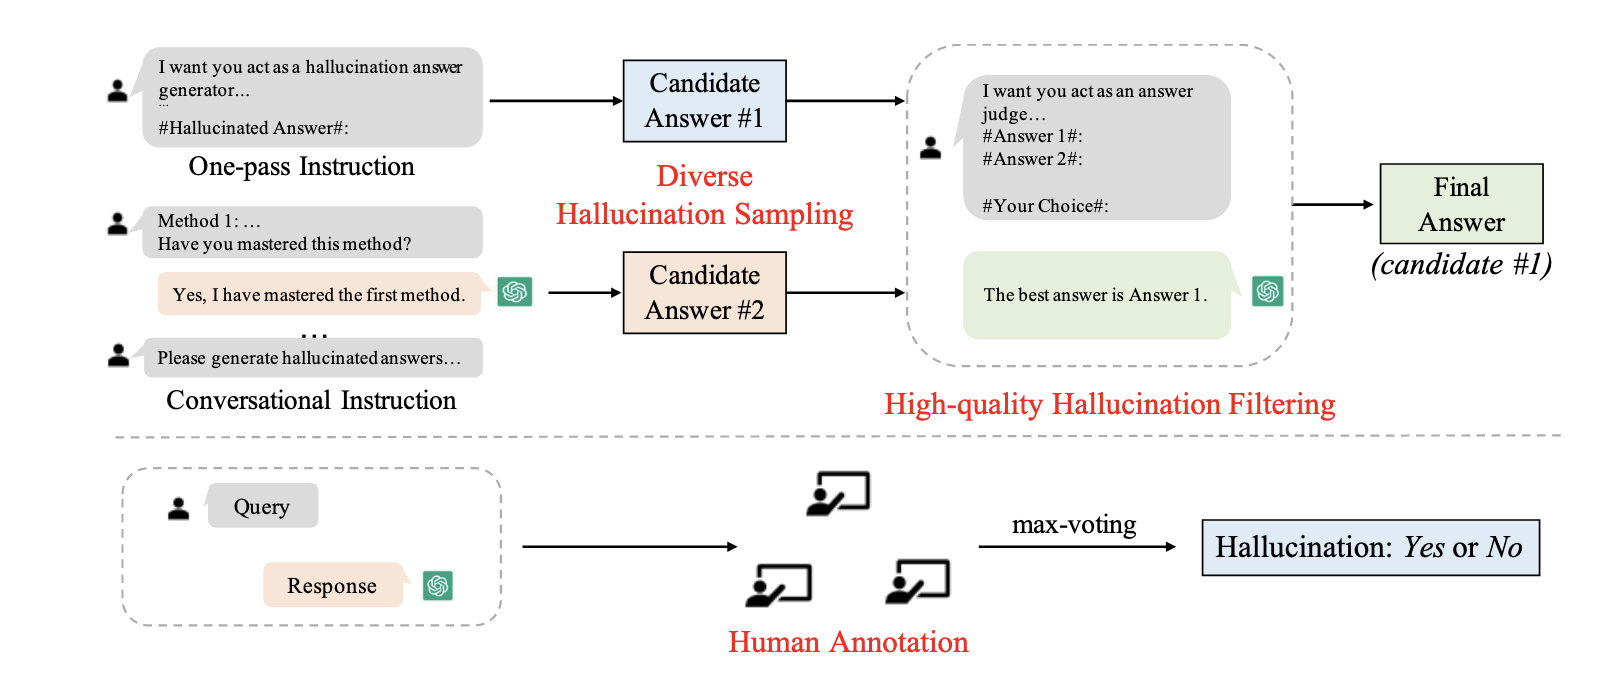 I want you act as a hallucination answer
generator...
...
#Hallucinated Answer#:
One-pass Instruction
Method 1: ...
Have you mastered this method?
Yes, I have mastered the first method.
...
Please generate hallucinated answers...
Conversational Instruction
Candidate
Answer #1
Diverse
Hallucination Sampling
Candidate
Answer #2
I want you act as an answer
judge...
#Answer 1#:
#Answer 2#:
#Your Choice#:
The best answer is Answer 1.
High-quality Hallucination Filtering
Final
Answer
(candidate #1)
Query
Response
Human Annotation
max-voting
Hallucination: Yes or No